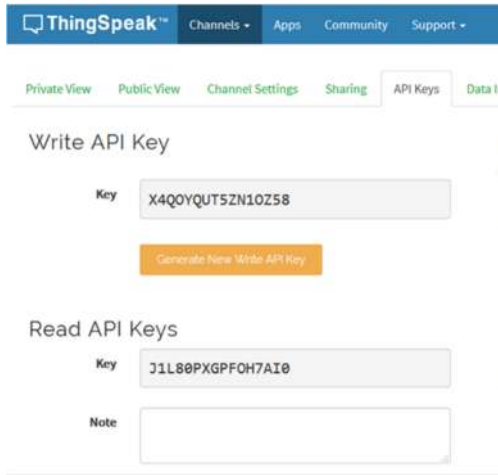 ThingSpeak™ Channels Apps Community Support
Private View Public View Channel Settings Sharing API Keys Data
Write API Key
Key X4QOYQUT5ZN1OZ58
Generate New Write API Key
Read API Keys
Key J1L80PXGPFOH7AI0
Note